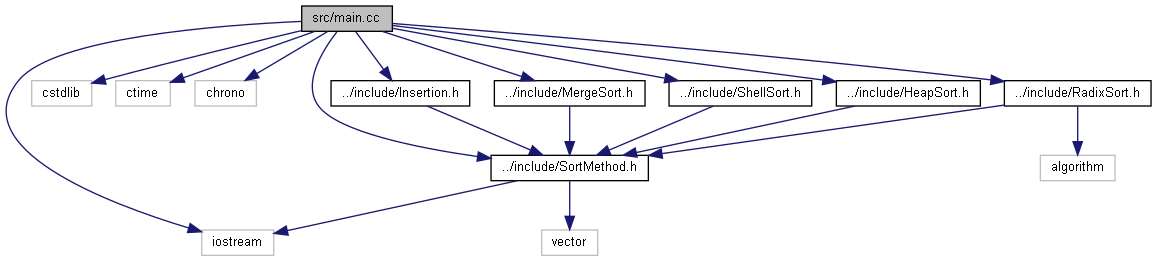 src/main.cc
cstdlib
ctime
chrono
../include/Insertion.h
../include/MergeSort.h
../include/ShellSort.h
../include/HeapSort.h
../include/RadixSort.h
../include/SortMethod.h
algorithm
iostream
vector